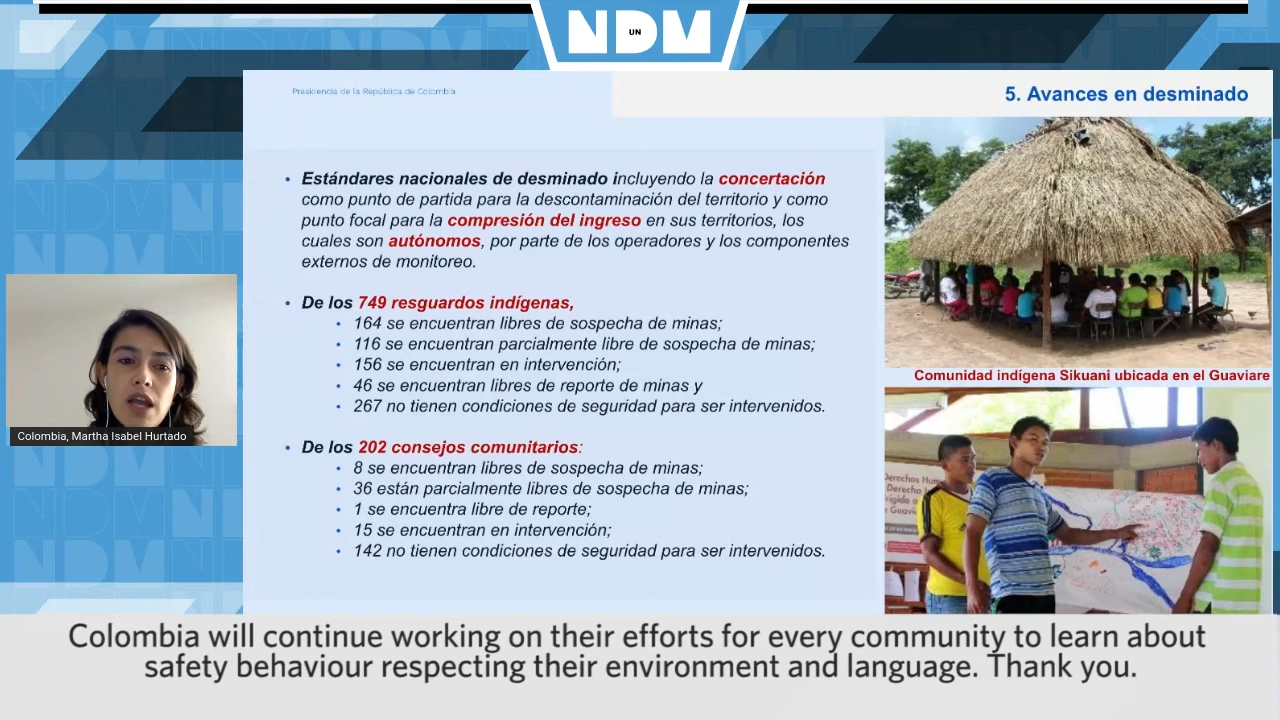 UN
NDM
Presidencia de la República de Colombia
5. Avances en desminado
• Estándares nacionales de desminado incluyendo la concertación
como punto de partida para la descontaminación del territorio y como
punto focal para la compresión del ingreso en sus territorios, los
cuales son autónomos, por parte de los operadores y los componentes
externos de monitoreo.
• De los 749 resguardos indígenas,
• 164 se encuentran libres de sospecha de minas;
• 116 se encuentran parcialmente libre de sospecha de minas;
• 156 se encuentran en intervención;
• 46 se encuentran libres de reporte de minas y
• 267 no tienen condiciones de seguridad para ser intervenidos.
• De los 202 consejos comunitarios:
• 8 se encuentran libres de sospecha de minas;
• 36 están parcialmente libres de sospecha de minas;
• 1 se encuentra libre de reporte;
• 15 se encuentran en intervención;
• 142 no tienen condiciones de seguridad para ser intervenidos.
Comunidad indígena Sikuani ubicada en el Guaviare
Colombia, Martha Isabel Hurtado
Colombia will continue working on their efforts for every community to learn about
safety behaviour respecting their environment and language. Thank you.